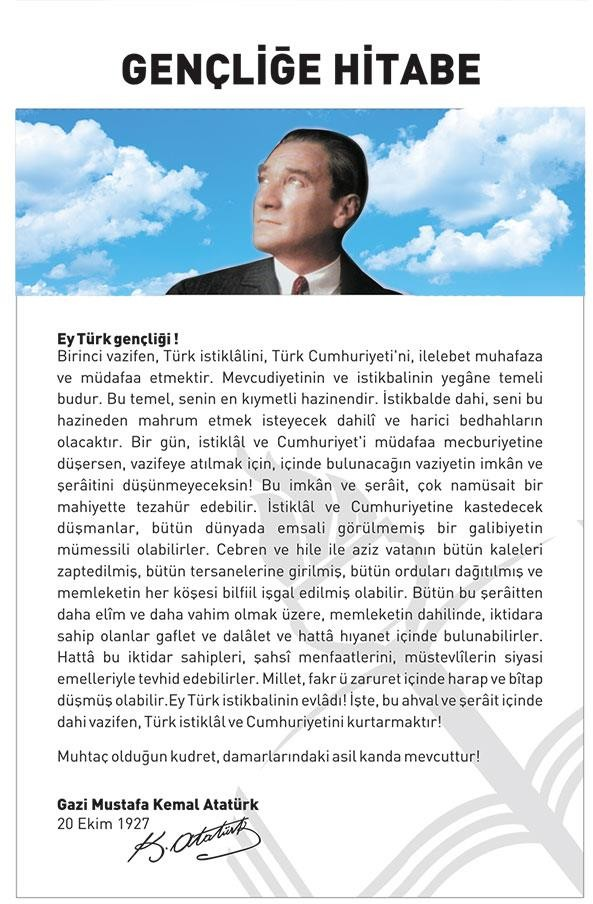 GENÇLİĞE HİTABE
Ey Türk gençliği !
Birinci vazifen, Türk istiklâlini, Türk Cumhuriyeti'ni, ilelebet muhafaza
ve müdafaa etmektir. Mevcudiyetinin ve istikbalinin yegâne temeli
budur. Bu temel, senin en kıymetli hazinendir. İstikbalde dahi, seni bu
hazineden mahrum etmek isteyecek dahilî ve harici bedhahların
olacaktır. Bir gün, istiklâl ve Cumhuriyet'i müdafaa mecburiyetine
düşersen, vazifeye atılmak için, içinde bulunacağın vaziyetin imkân ve
şerâitini düşünmeyeceksin! Bu imkân ve şerâit, çok namüsait bir
mahiyette tezahür edebilir. İstiklâl ve Cumhuriyetine kastedecek
düşmanlar, bütün dünyada emsali görülmemiş bir galibiyetin
mümessili olabilirler. Cebren ve hile ile aziz vatanın bütün kaleleri
zaptedilmiş, bütün tersanelerine girilmiş, bütün orduları dağıtılmış ve
memleketin her köşesi bilfiil işgal edilmiş olabilir. Bütün bu şerâitten
daha elîm ve daha vahim olmak üzere, memleketin dahilinde, iktidara
sahip olanlar gaflet ve dalâlet ve hattâ hıyanet içinde bulunabilirler.
Hattâ bu iktidar sahipleri, şahsî menfaatlerini, müstevlîlerin siyasi
emelleriyle tevhid edebilirler. Millet, fakr ü zaruret içinde harap ve bîtap
düşmüş olabilir.Ey Türk istikbalinin evlâdı! İşte, bu ahval ve şerâit içinde
dahi vazifen, Türk istiklâl ve Cumhuriyetini kurtarmaktır!
Muhtaç olduğun kudret, damarlarındaki asil kanda mevcuttur!
Gazi Mustafa Kemal Atatürk
20 Ekim 1927
K. Atatürk